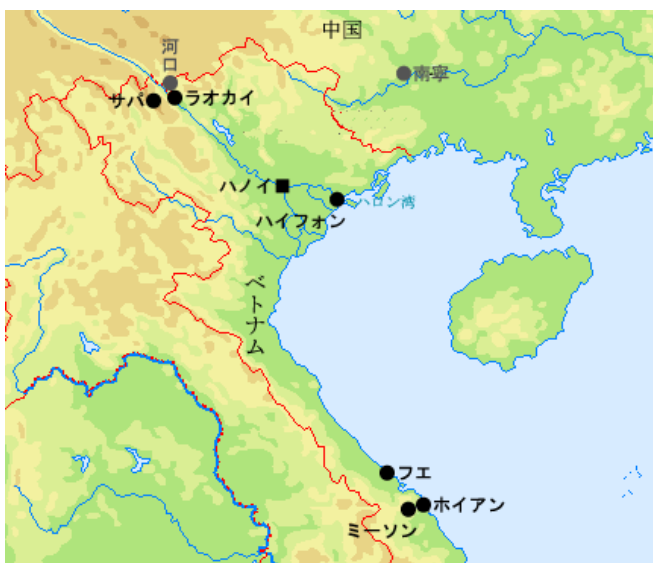 中国
河口
南寧
サパ
ラオカイ
ハノイ
ハロン湾
ハイフォン
ベトナム
フエ
ホイアン
ミーソン